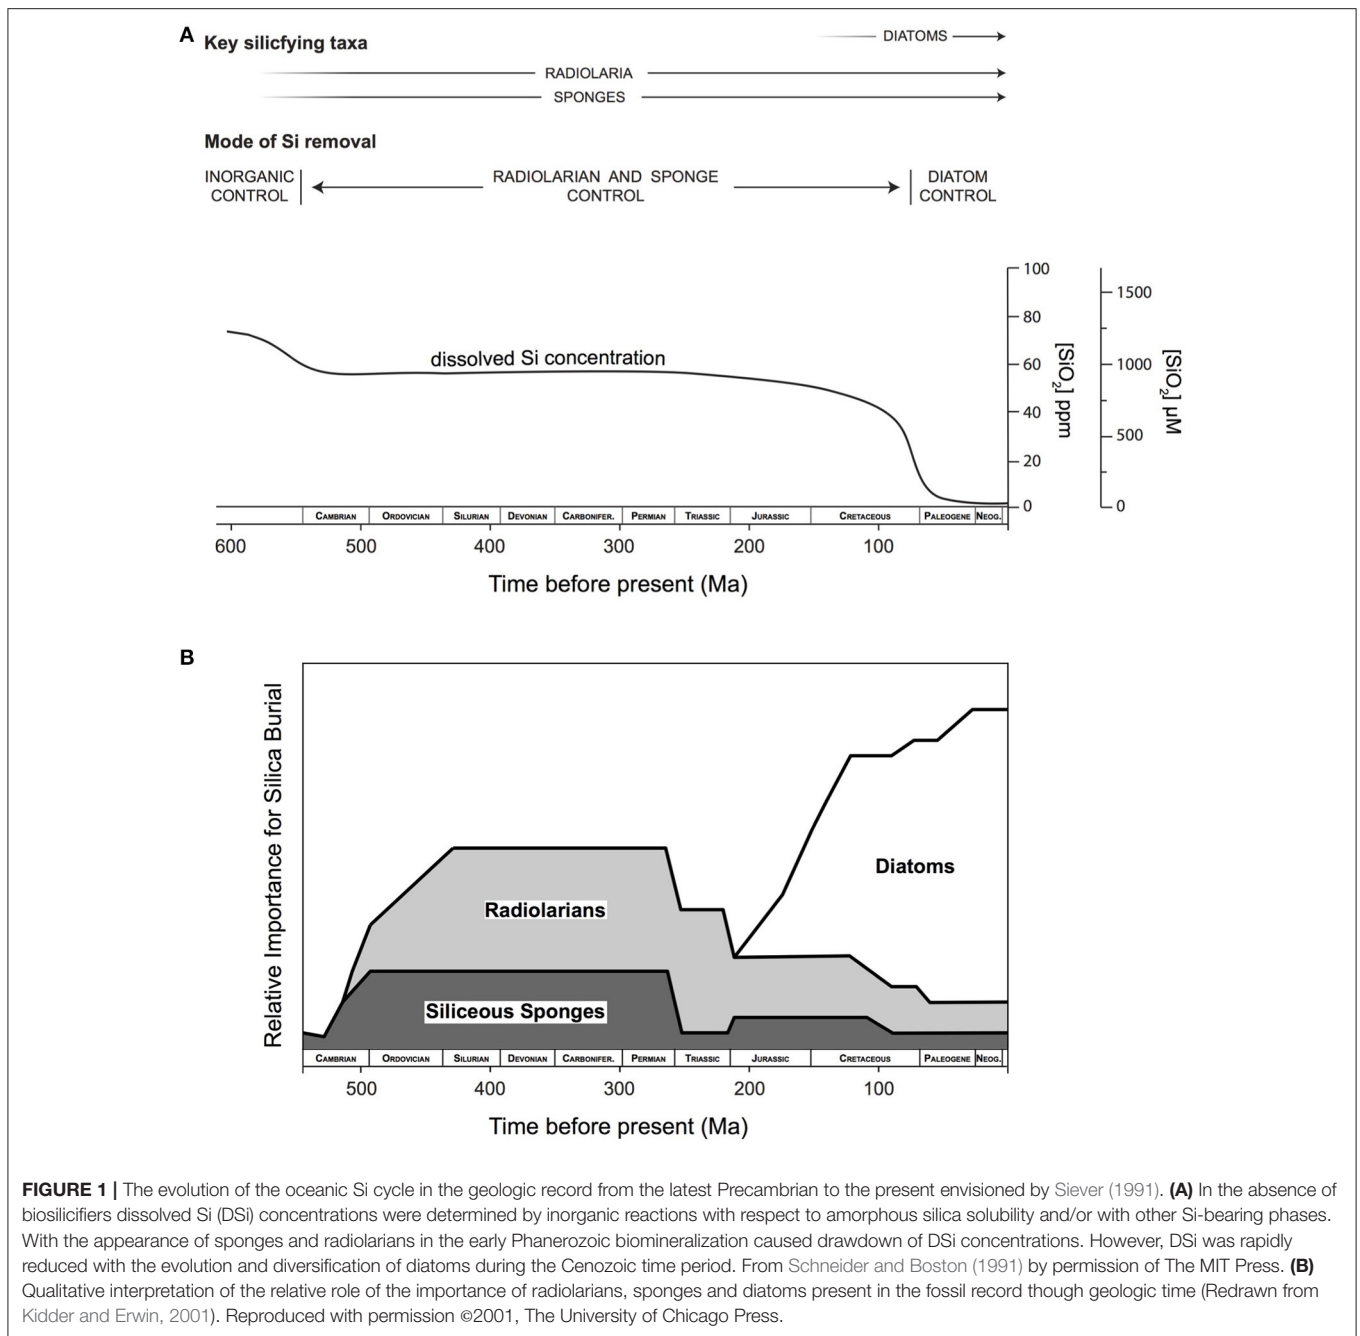 A
Key silicfying taxa
DIATOMS
RADIOLARIA
SPONGES
Mode of Si removal
INORGANIC
CONTROL
RADIOLARIAN AND SPONGE
CONTROL
DIATOM
CONTROL
dissolved Si concentration
100
80
60
40
20
0
[SiO2] ppm
1500
1000
500
0
[SiO2] µM
CAMBRIAN ORDOVICIAN SILURIAN DEVONIAN CARBONIFER. PERMIAN TRIASSIC JURASSIC CRETACEOUS PALEOGENE NEOG.
600 500 400 300 200 100
Time before present (Ma)
B
Relative Importance for Silica Burial
Diatoms
Radiolarians
Siliceous Sponges
CAMBRIAN ORDOVICIAN SILURIAN DEVONIAN CARBONIFER. PERMIAN TRIASSIC JURASSIC CRETACEOUS PALEOGENE NEOG.
500 400 300 200 100
Time before present (Ma)
FIGURE 1 | The evolution of the oceanic Si cycle in the geologic record from the latest Precambrian to the present envisioned by Siever (1991). (A) In the absence of
biosilicifiers dissolved Si (DSi) concentrations were determined by inorganic reactions with respect to amorphous silica solubility and/or with other Si-bearing phases.
With the appearance of sponges and radiolarians in the early Phanerozoic biomineralization caused drawdown of DSi concentrations. However, DSi was rapidly
reduced with the evolution and diversification of diatoms during the Cenozoic time period. From Schneider and Boston (1991) by permission of The MIT Press. (B)
Qualitative interpretation of the relative role of the importance of radiolarians, sponges and diatoms present in the fossil record though geologic time (Redrawn from
Kidder and Erwin, 2001). Reproduced with permission ©2001, The University of Chicago Press.